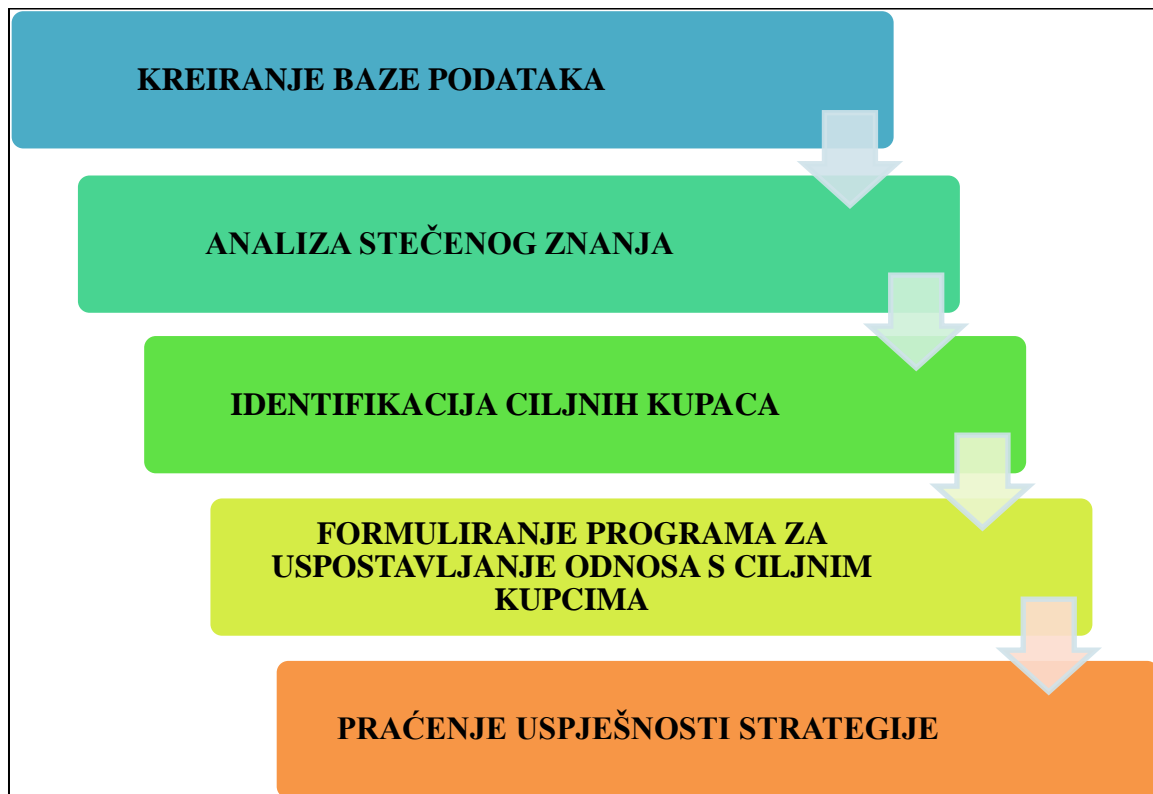 KREIRANJE BAZE PODATAKA
ANALIZA STEČENOG ZNANJA
IDENTIFIKACIJA CILJNIH KUPACA
FORMULIRANJE PROGRAMA ZA
USPOSTAVLJANJE ODNOSA S CILJNIM
KUPCIMA
PRAĆENJE USPJEŠNOSTI STRATEGIJE